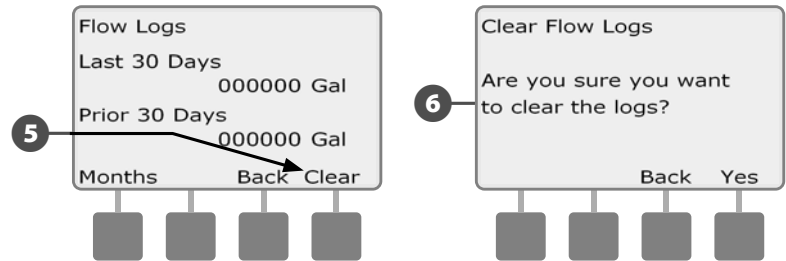 Flow Logs
Last 30 Days
000000 Gal
Prior 30 Days
000000 Gal
Months Back Clear
5
Clear Flow Logs
Are you sure you want
to clear the logs?
Back Yes
6